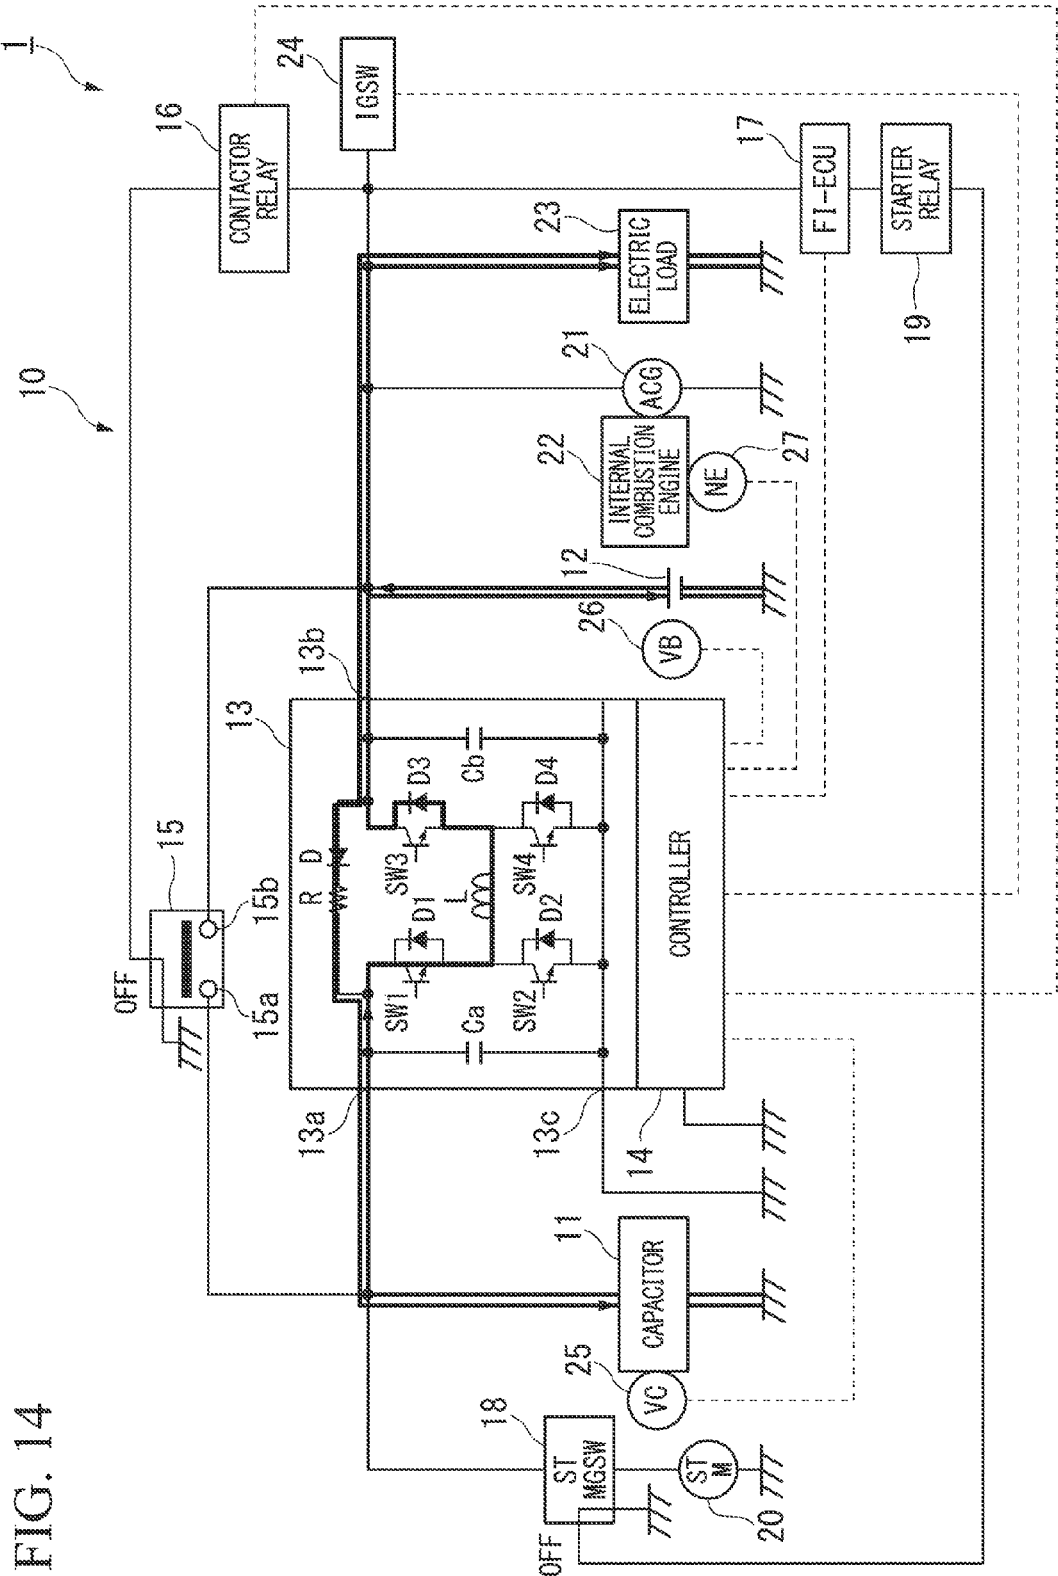 FIG. 14
1
10
OFF
15
15a
15b
16
CONTACTOR
RELAY
24
IGSW
13
13a
13b
13c
R
D
SW1
D1
SW3
D3
L
Ca
Cb
SW2
D2
SW4
D4
14
CONTROLLER
OFF
18
ST
MGSW
20
ST
M
25
VC
11
CAPACITOR
26
VB
12
22
INTERNAL
COMBUSTION
ENGINE
21
ACG
27
NE
23
ELECTRIC
LOAD
17
FI-ECU
19
STARTER
RELAY